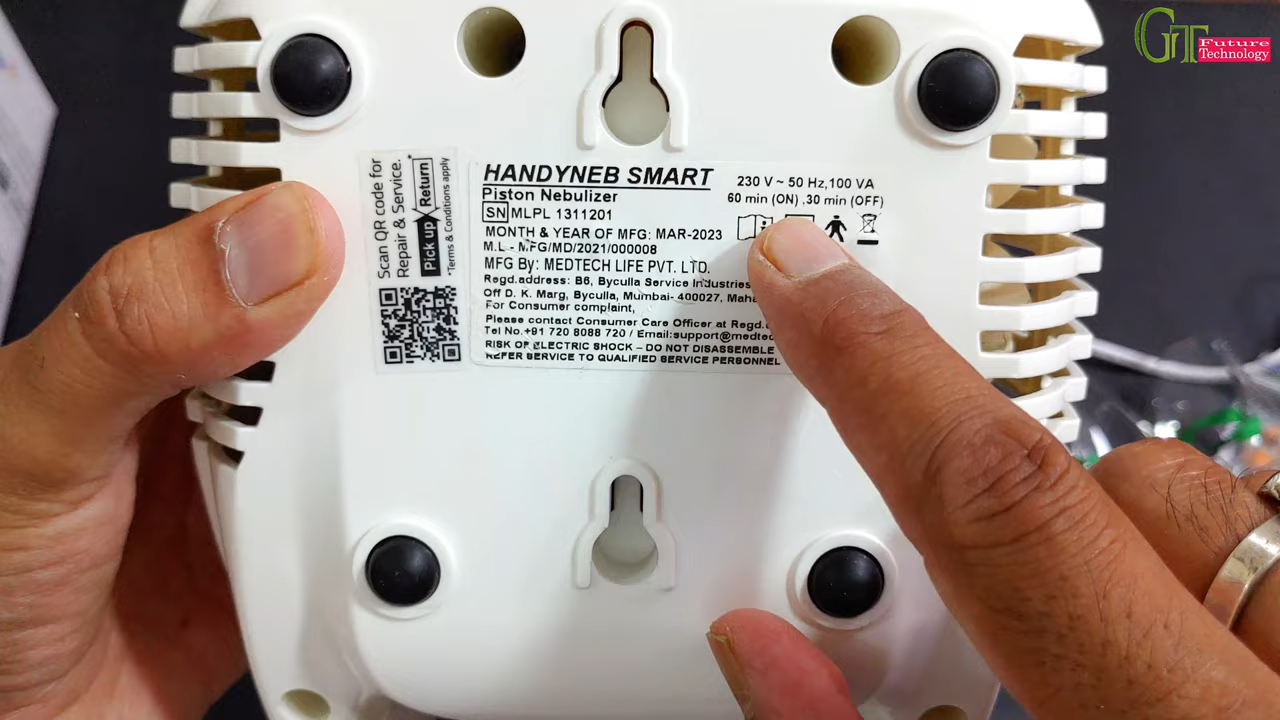 GT Future
Technology
Scan QR code for
Repair & Service.
Pick up Return*
*Terms & Conditions apply
HANDYNEB SMART
Piston Nebulizer
SN MLPL 1311201
MONTH & YEAR OF MFG: MAR-2023
M.L - MFG/MD/2021/000008
MFG By: MEDTECH LIFE PVT. LTD.
Regd.address: B6, Byculla Service Industries
Off D. K. Marg, Byculla, Mumbai- 400027,
For Consumer complaint,
Please contact Consumer Care Officer at Regd.
Tel No.+91 720 8088 720 / Email:support@medtec
RISK OF ELECTRIC SHOCK – DO NOT DISASSEMBLE
REFER SERVICE TO QUALIFIED SERVICE PERSONNEL
230 V ~ 50 Hz,100 VA
60 min (ON) ,30 min (OFF)